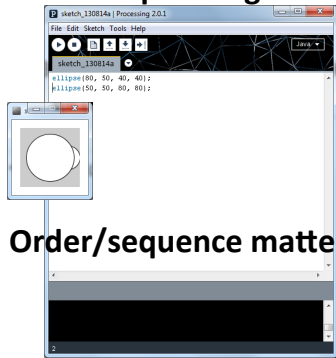 sketch_130814a | Processing 2.0.1
File Edit Sketch Tools Help
Java
sketch_130814a
ellipse(80, 50, 40, 40);
ellipse(50, 50, 80, 80);
Order/sequence matte
2